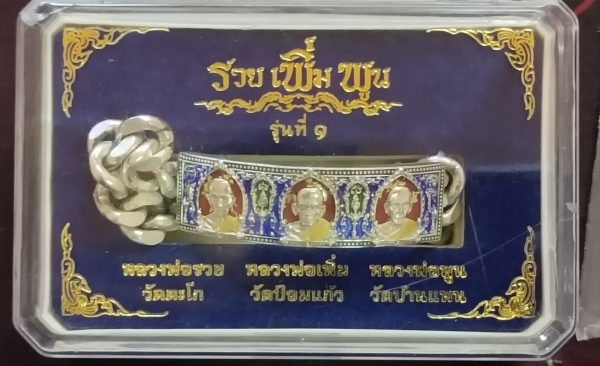 รวย เพิ่ม พูน
รุ่นที่ ๑
หลวงพ่อรวย หลวงพ่อเพิ่ม หลวงพ่อพูน
วัดตะโก วัดป้อมแก้ว วัดบ้านแพน